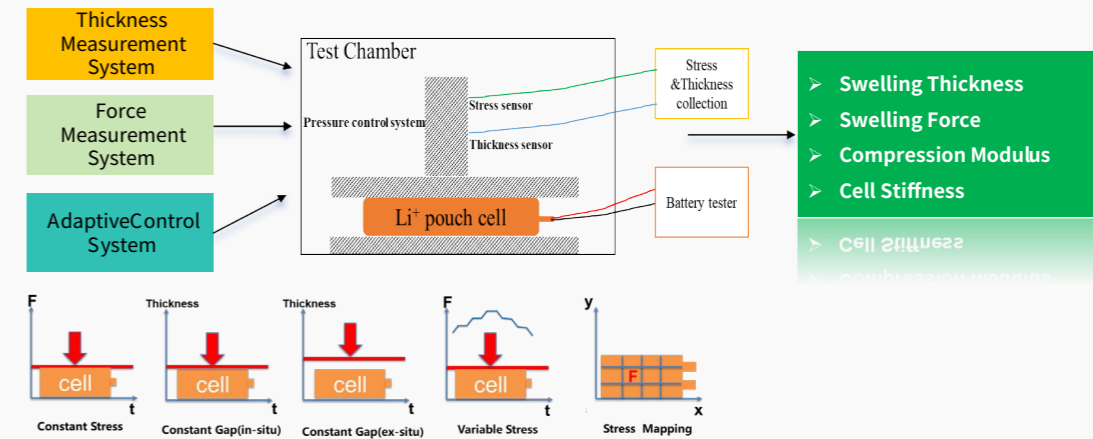 Thickness
Measurement
System
Force
Measurement
System
AdaptiveControl
System
Test Chamber
Stress sensor
Pressure control system
Thickness sensor
Li⁺ pouch cell
Stress
&Thickness
collection
Battery tester
➢ Swelling Thickness
➢ Swelling Force
➢ Compression Modulus
➢ Cell Stiffness
F
cell
t
Constant Stress
Thickness
cell
t
Constant Gap(in-situ)
Thickness
cell
t
Constant Gap(ex-situ)
F
cell
t
Variable Stress
y
F
x
Stress Mapping